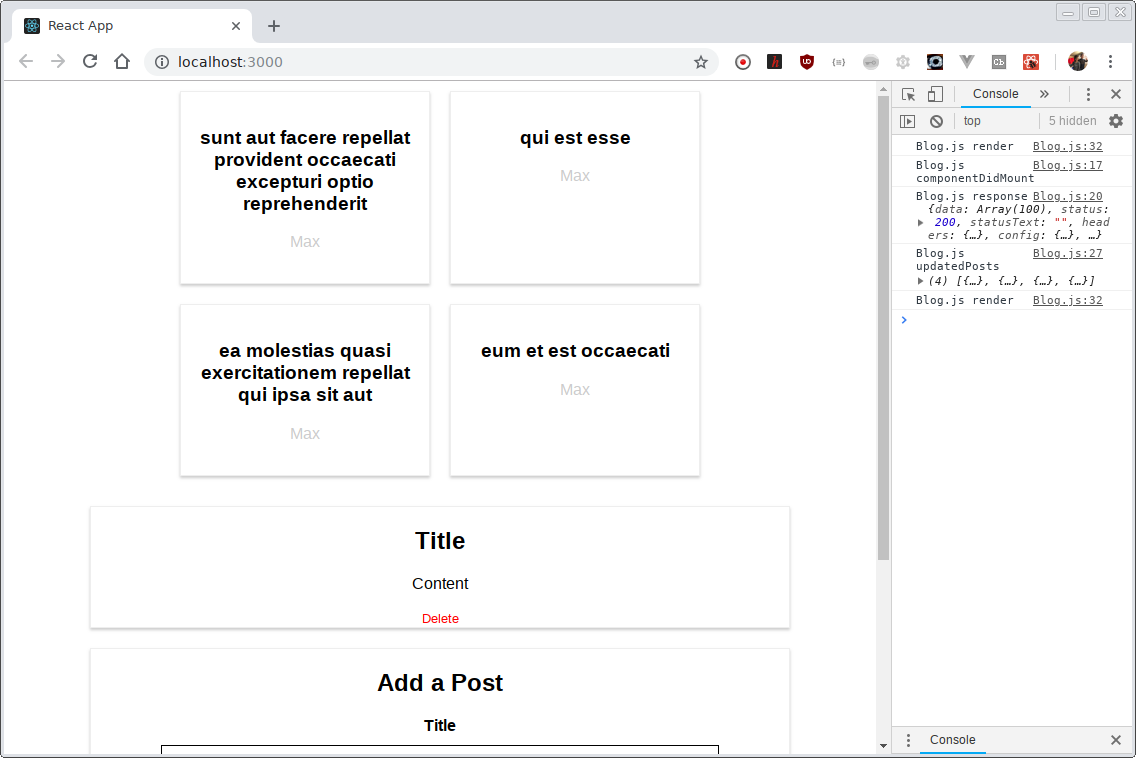 React App
localhost:3000
sunt aut facere repellat
provident occaecati
excepturi optio
reprehenderit
Max
qui est esse
Max
ea molestias quasi
exercitationem repellat
qui ipsa sit aut
Max
eum et est occaecati
Max
Title
Content
Delete
Add a Post
Title
Console
top
5 hidden
Blog.js render Blog.js:32
Blog.js Blog.js:17
componentDidMount
Blog.js response Blog.js:20
{data: Array(100), status:
200, statusText: "", head
ers: {…}, config: {…}, …}
Blog.js Blog.js:27
updatedPosts
(4) [{…}, {…}, {…}, {…}]
Blog.js render Blog.js:32
Console